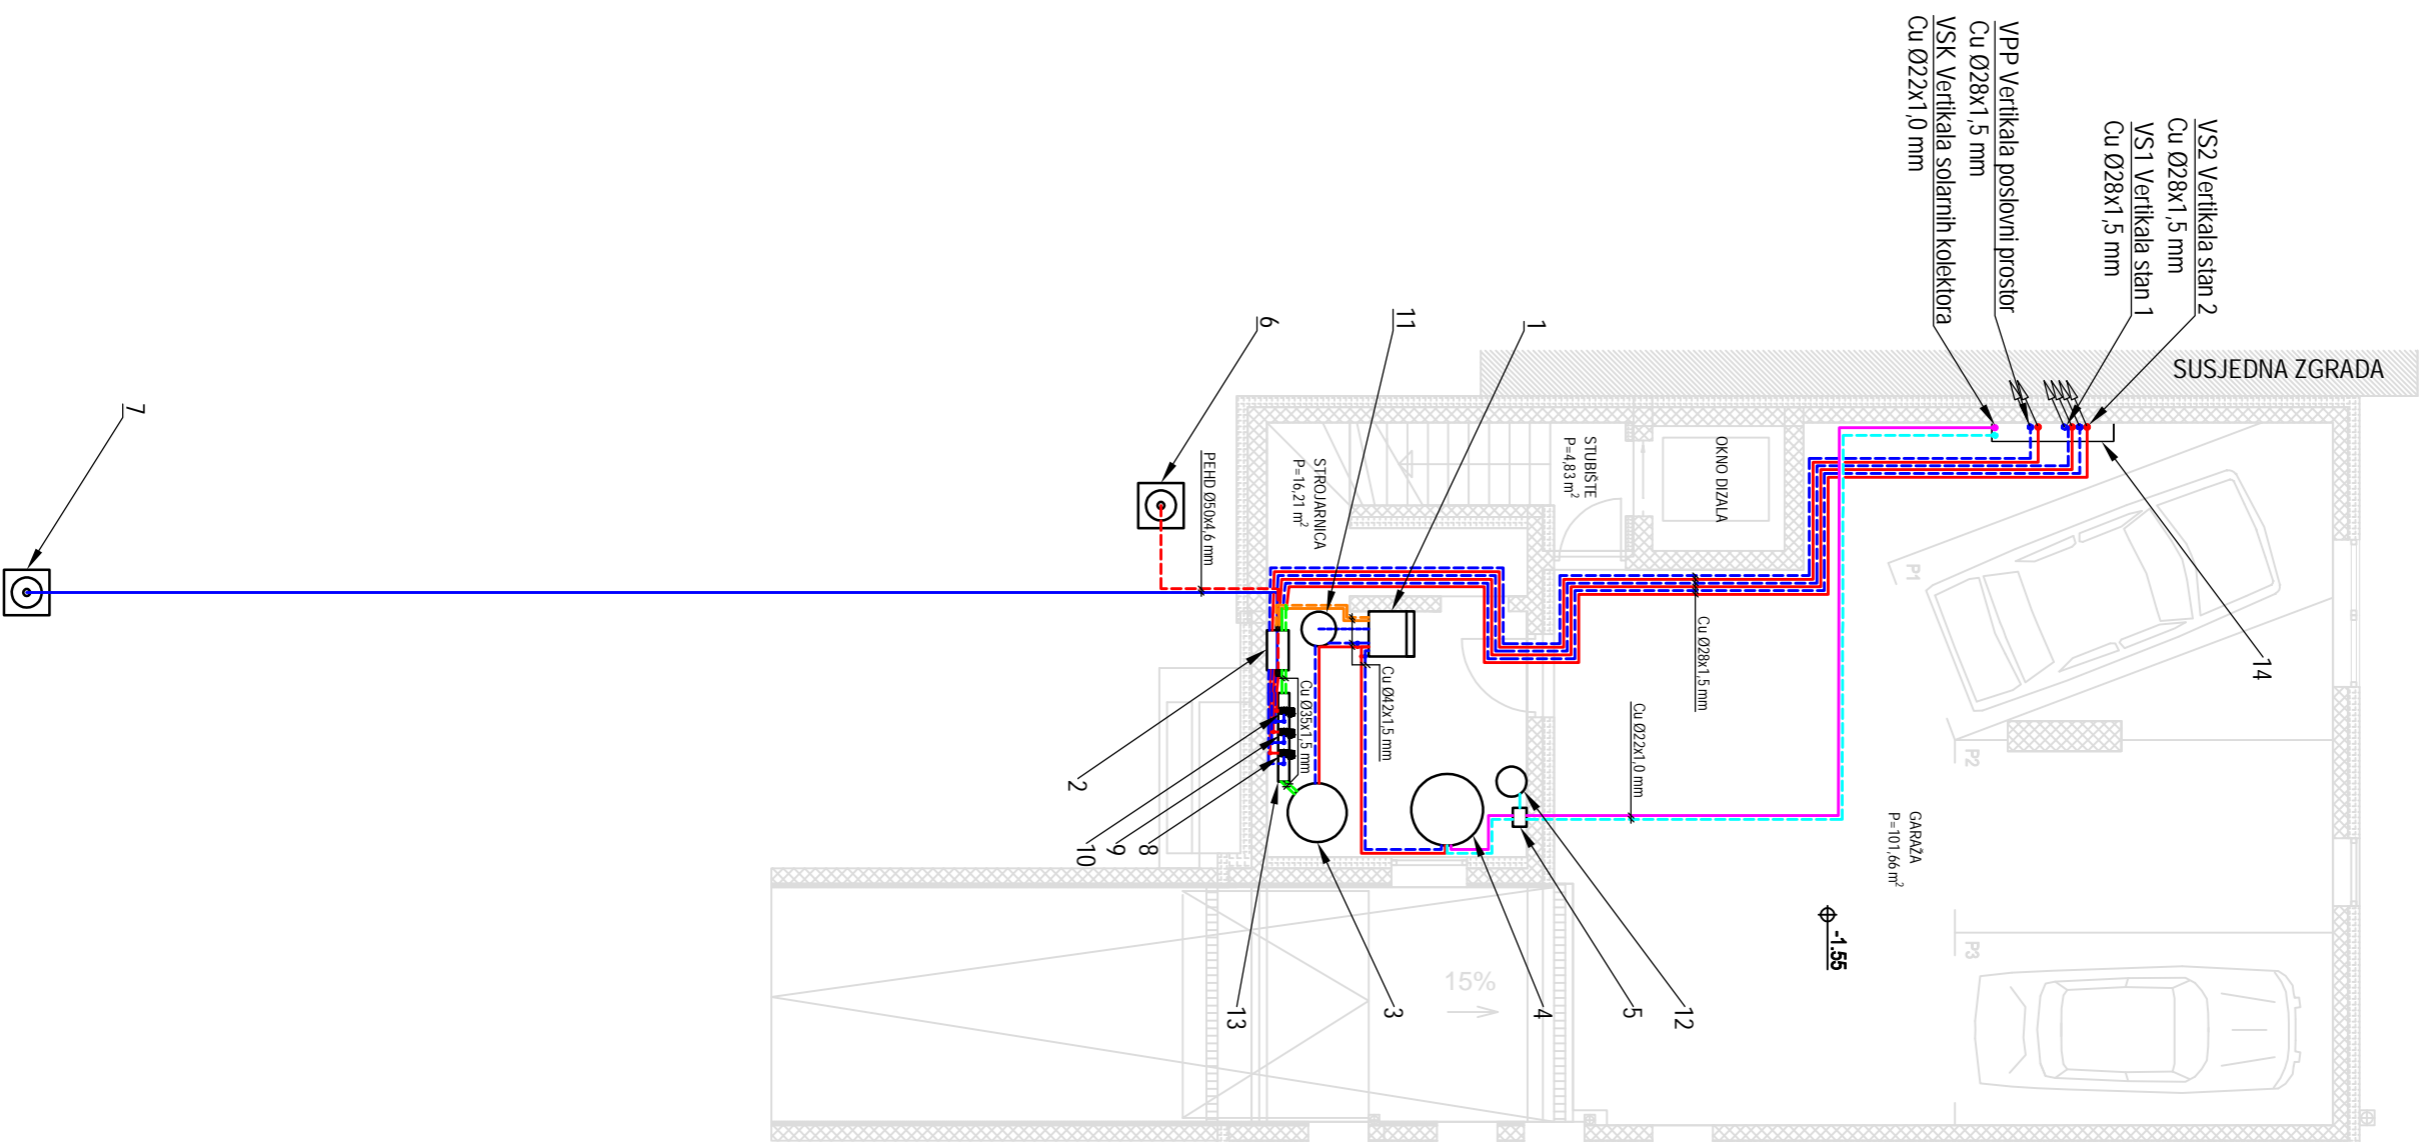 VS2 Vertikala stan 2
Cu Ø28x1,5 mm
VS1 Vertikala stan 1
Cu Ø28x1,5 mm
VPP Vertikala poslovni prostor
Cu Ø28x1,5 mm
VSK Vertikala solarnih kolektora
Cu Ø22x1,0 mm
SUSJEDNA ZGRADA
14
1
11
6
7
OKNO DIZALA
STUBIŠTE
P=4,83 m²
STROJARNICA
P=16,21 m²
PEHD Ø50x4,6 mm
P1
P2
P3
Cu Ø28x1,5 mm
Cu Ø22x1,0 mm
Cu Ø42x1,5 mm
Cu Ø35x1,5 mm
GARAŽA
P=101,66 m²
-1.55
2
10
9
8
13
3
4
5
12
15%